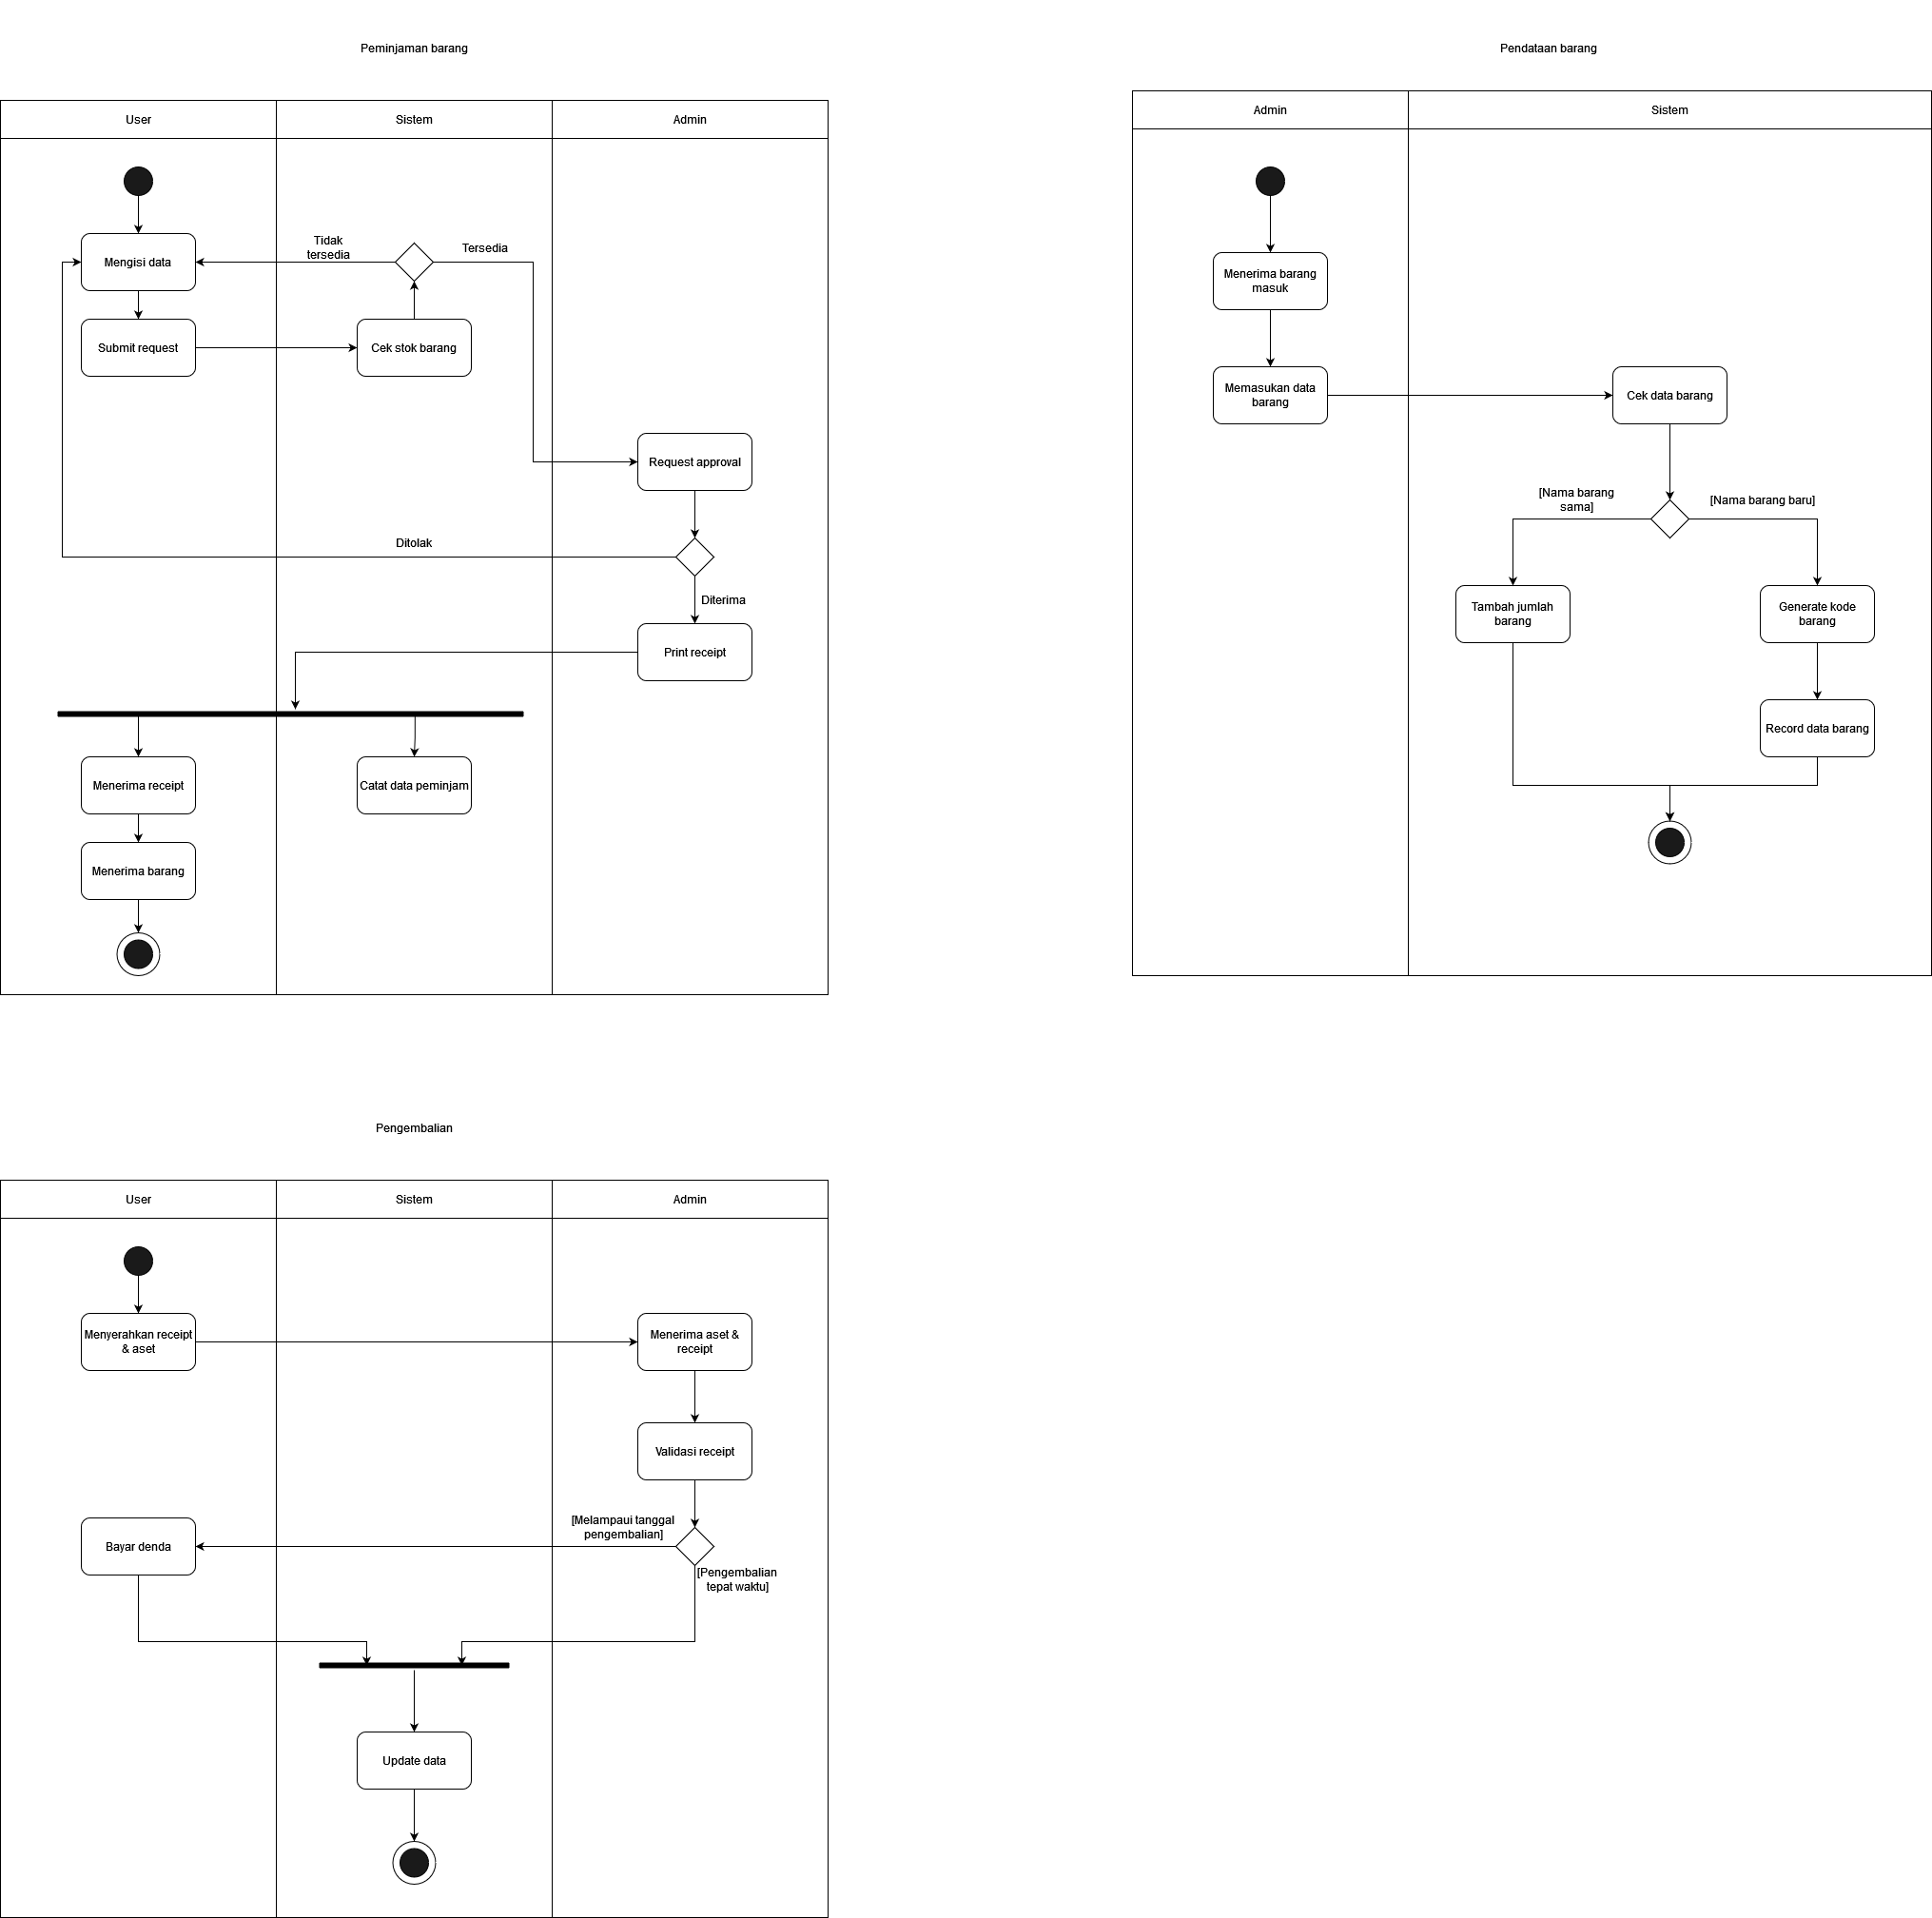 Peminjaman barang
User
Sistem
Admin
Mengisi data
Tidak
tersedia
Tersedia
Submit request
Cek stok barang
Request approval
Ditolak
Diterima
Print receipt
Menerima receipt
Catat data peminjam
Menerima barang
Pendataan barang
Admin
Sistem
Menerima barang
masuk
Memasukan data
barang
Cek data barang
[Nama barang
sama]
[Nama barang baru]
Tambah jumlah
barang
Generate kode
barang
Record data barang
Pengembalian
User
Sistem
Admin
Menyerahkan receipt
& aset
Menerima aset &
receipt
Validasi receipt
[Melampaui tanggal
pengembalian]
Bayar denda
[Pengembalian
tepat waktu]
Update data